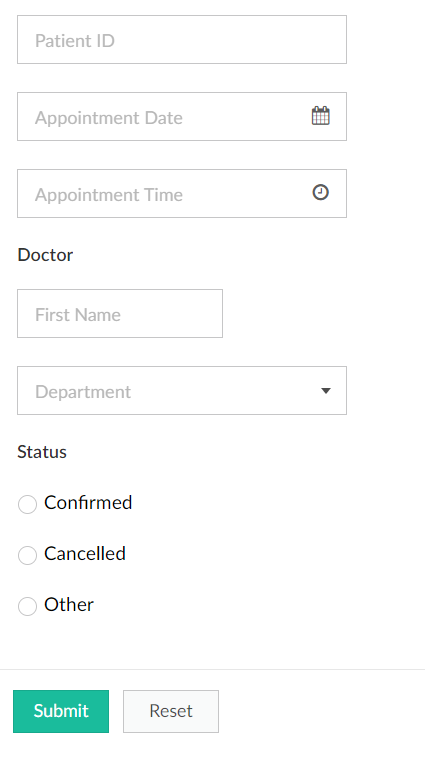 Patient ID
Appointment Date
Appointment Time
Doctor
First Name
Department
Status
Confirmed
Cancelled
Other
Submit Reset